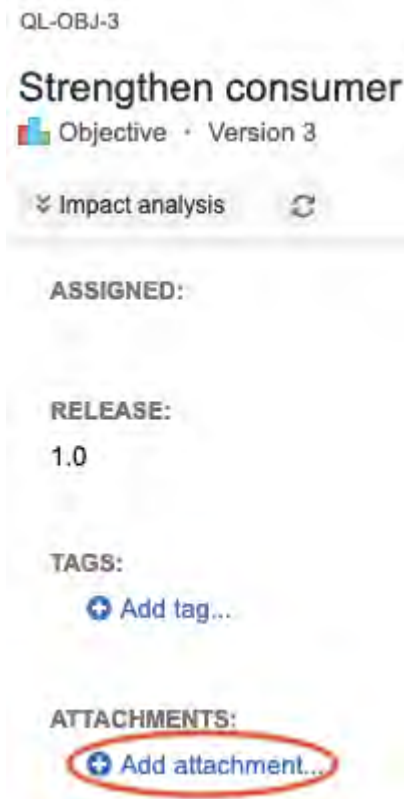 QL-OBJ-3
Strengthen consumer
Objective · Version 3
Impact analysis
ASSIGNED:
RELEASE:
1.0
TAGS:
Add tag...
ATTACHMENTS:
Add attachment...